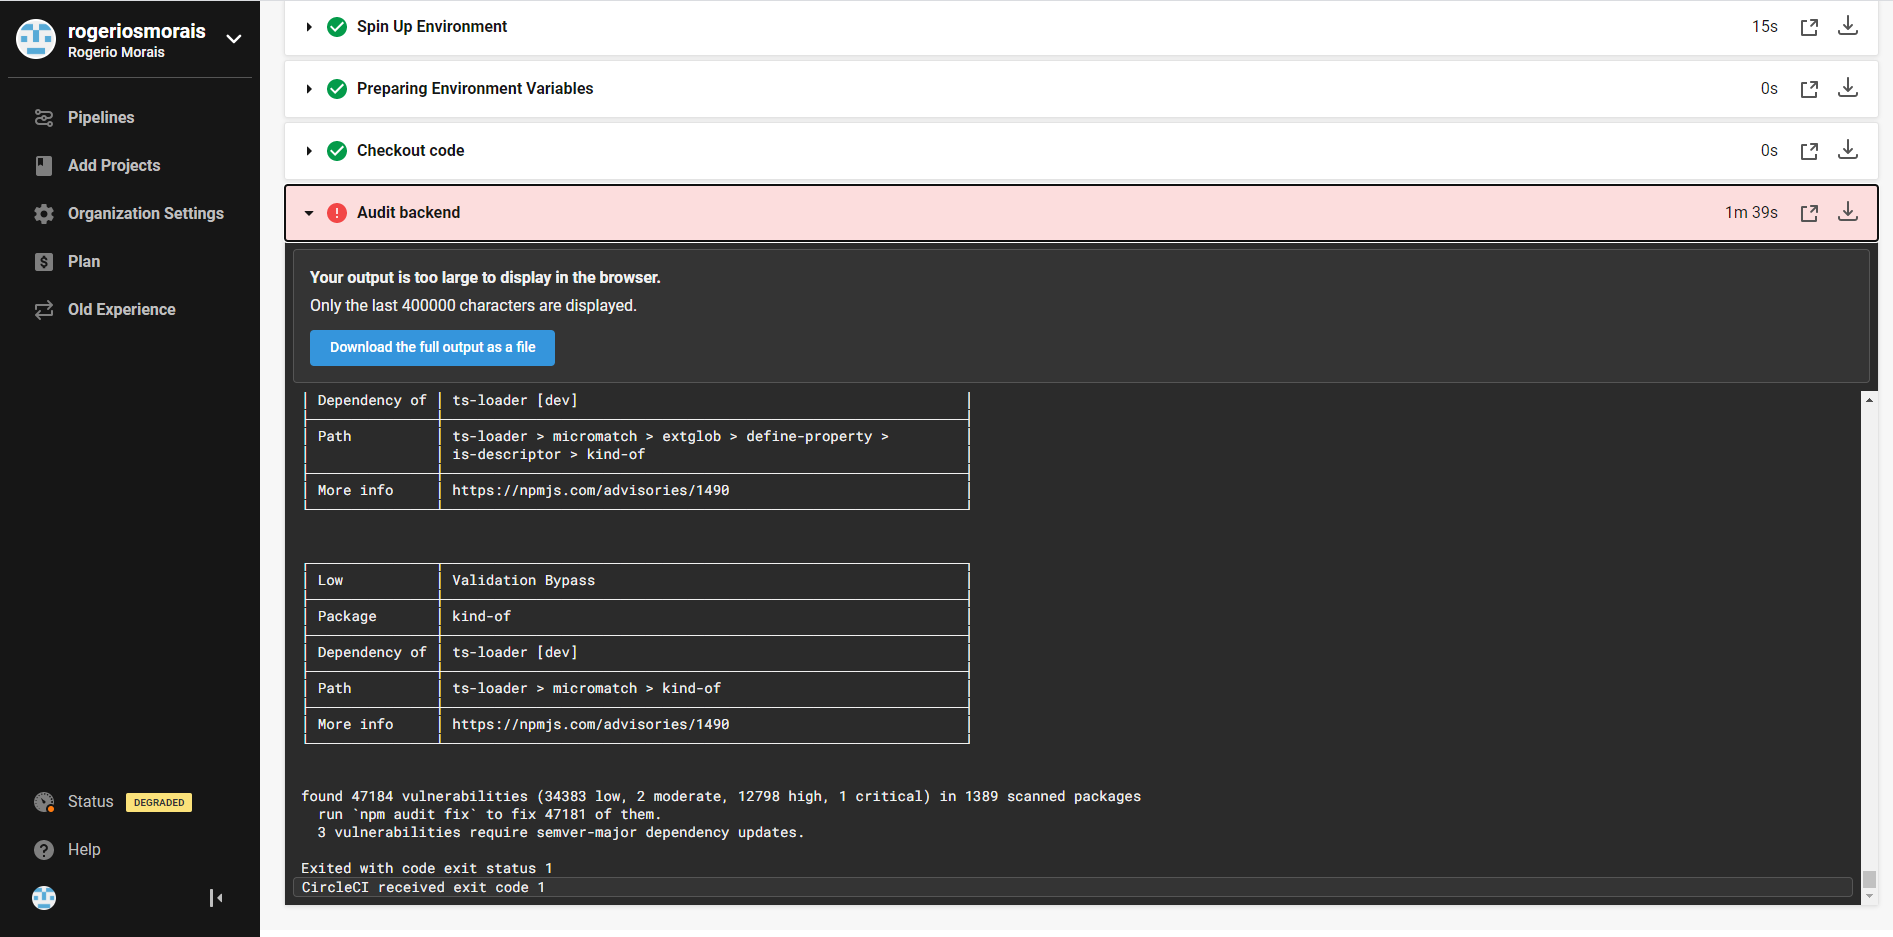 rogeriosmorais
Rogerio Morais
Pipelines
Add Projects
Organization Settings
Plan
Old Experience
Status DEGRADED
Help
Spin Up Environment 15s
Preparing Environment Variables 0s
Checkout code 0s
Audit backend 1m 39s
Your output is too large to display in the browser.
Only the last 400000 characters are displayed.
Download the full output as a file
Dependency of ts-loader [dev]
Path ts-loader > micromatch > extglob > define-property >
is-descriptor > kind-of
More info https://npmjs.com/advisories/1490
Low Validation Bypass
Package kind-of
Dependency of ts-loader [dev]
Path ts-loader > micromatch > kind-of
More info https://npmjs.com/advisories/1490
found 47184 vulnerabilities (34383 low, 2 moderate, 12798 high, 1 critical) in 1389 scanned packages
run `npm audit fix` to fix 47181 of them.
3 vulnerabilities require semver-major dependency updates.
Exited with code exit status 1
CircleCI received exit code 1